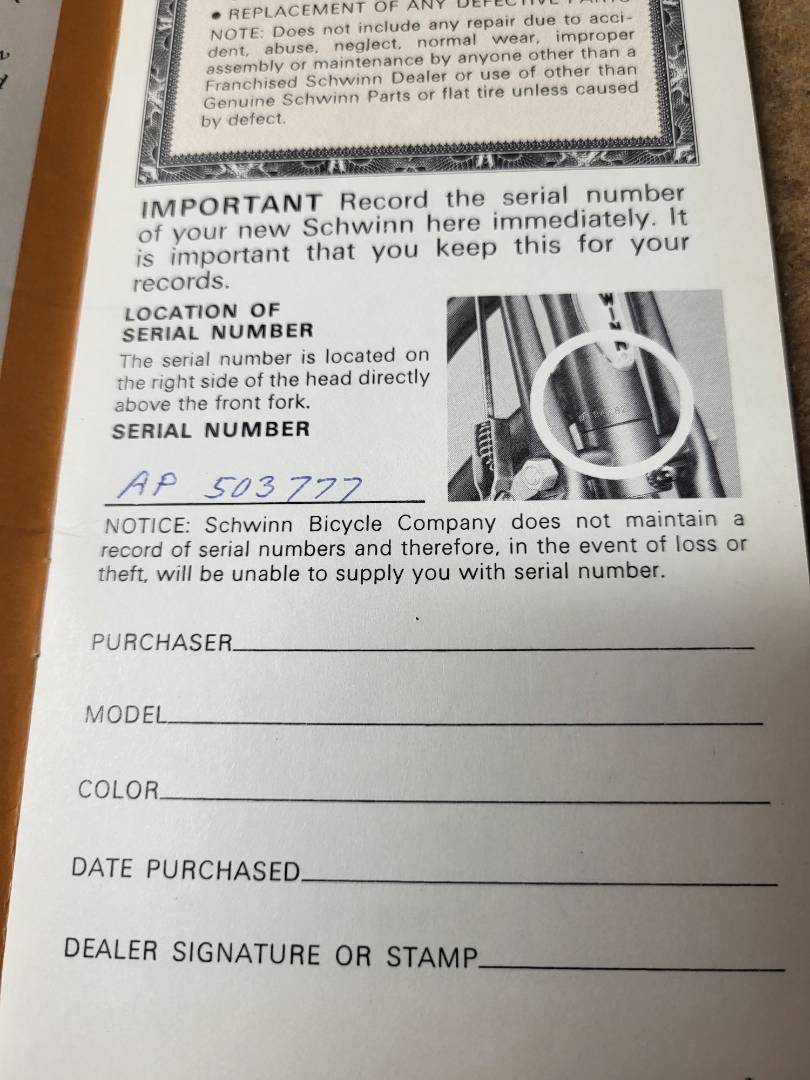 • REPLACEMENT OF ANY DEFECTIVE PARTS
NOTE: Does not include any repair due to acci-
dent, abuse, neglect, normal wear, improper
assembly or maintenance by anyone other than a
Franchised Schwinn Dealer or use of other than
Genuine Schwinn Parts or flat tire unless caused
by defect.
IMPORTANT Record the serial number
of your new Schwinn here immediately. It
is important that you keep this for your
records.
LOCATION OF
SERIAL NUMBER
The serial number is located on
the right side of the head directly
above the front fork.
SERIAL NUMBER
AP 503777
NOTICE: Schwinn Bicycle Company does not maintain a
record of serial numbers and therefore, in the event of loss or
theft, will be unable to supply you with serial number.
PURCHASER
MODEL
COLOR
DATE PURCHASED
DEALER SIGNATURE OR STAMP